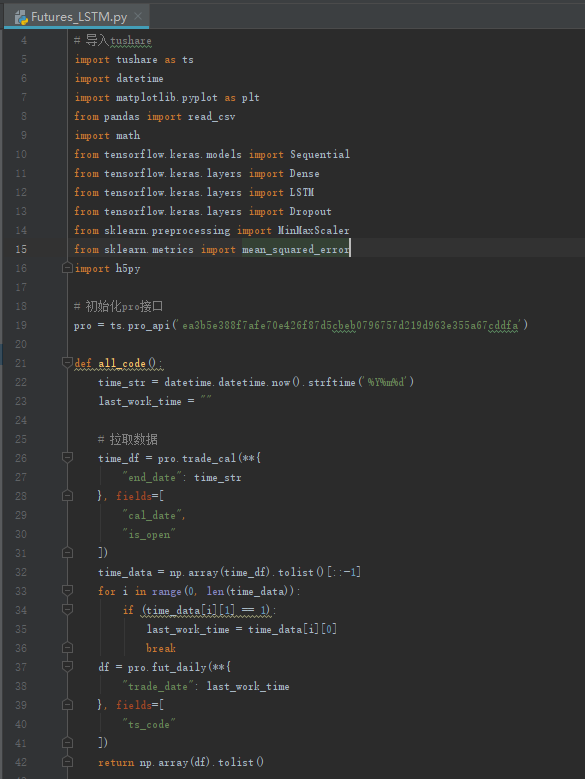 Futures_LSTM.py
4 # 导入tushare
5 import tushare as ts
6 import datetime
7 import matplotlib.pyplot as plt
8 from pandas import read_csv
9 import math
10 from tensorflow.keras.models import Sequential
11 from tensorflow.keras.layers import Dense
12 from tensorflow.keras.layers import LSTM
13 from tensorflow.keras.layers import Dropout
14 from sklearn.preprocessing import MinMaxScaler
15 from sklearn.metrics import mean_squared_error
16 import h5py
17
18 # 初始化pro接口
19 pro = ts.pro_api('ea3b5e388f7afe70e426f87d5cbeb0796757d219d963e355a67cddfa')
20
21 def all_code():
22 time_str = datetime.datetime.now().strftime('%Y%m%d')
23 last_work_time = ""
24
25 # 拉取数据
26 time_df = pro.trade_cal(**{
27 "end_date": time_str
28 }, fields=[
29 "cal_date",
30 "is_open"
31 ])
32 time_data = np.array(time_df).tolist()[::-1]
33 for i in range(0, len(time_data)):
34 if (time_data[i][1] == 1):
35 last_work_time = time_data[i][0]
36 break
37 df = pro.fut_daily(**{
38 "trade_date": last_work_time
39 }, fields=[
40 "ts_code"
41 ])
42 return np.array(df).tolist()